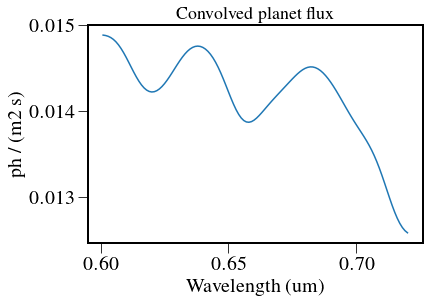 Convolved planet flux
0.015
0.014
0.013
ph / (m2 s)
0.60 0.65 0.70
Wavelength (um)